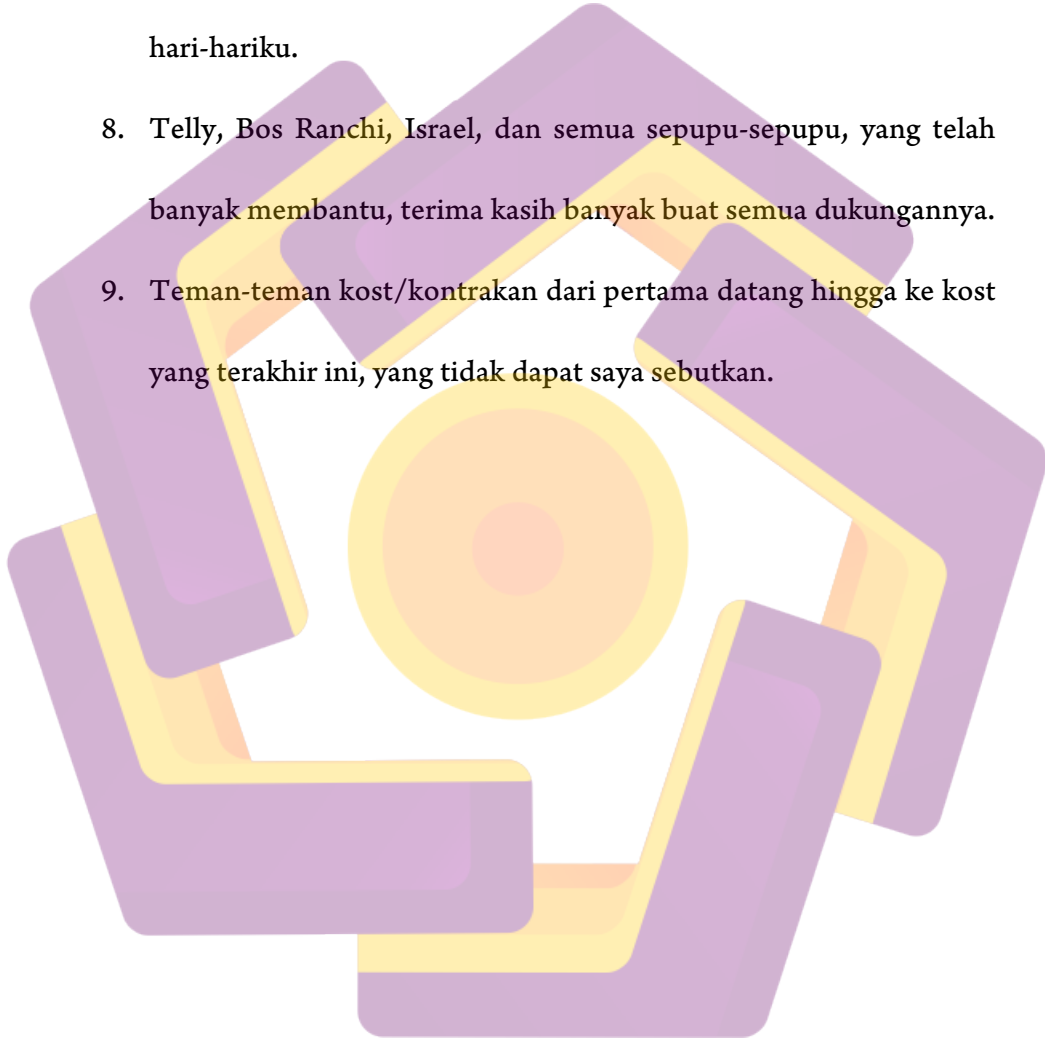 hari-hariku.
8. Telly, Bos Ranchi, Israel, dan semua sepupu-sepupu, yang telah
banyak membantu, terima kasih banyak buat semua dukungannya.
9. Teman-teman kost/kontrakan dari pertama datang hingga ke kost
yang terakhir ini, yang tidak dapat saya sebutkan.